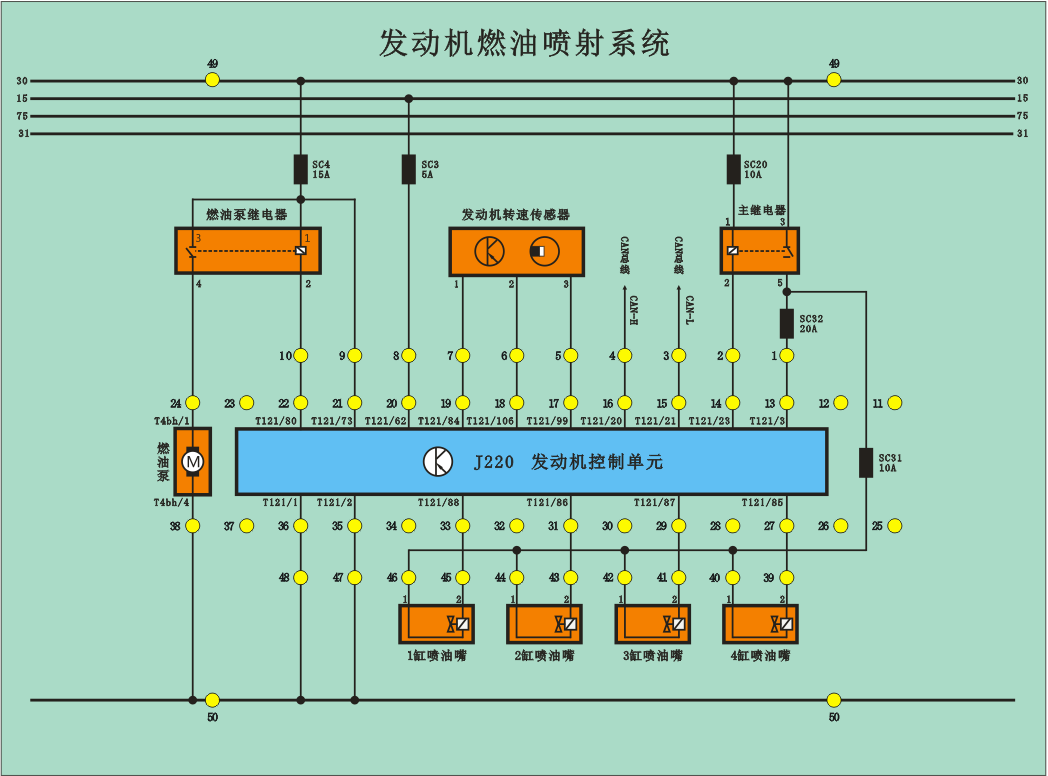 发动机燃油喷射系统
49 49
30 30
15 15
75 75
31 31
SC4 SC3 SC20
15A 5A 10A
燃油泵继电器 发动机转速传感器 CAN总线 CAN总线 主继电器
1 3
3 1
4 2 1 2 3 2 5
CAN-H CAN-L
SC32
20A
10 9 8 7 6 5 4 3 2 1
24 23 22 21 20 19 18 17 16 15 14 13 12 11
T4bh/1 T121/80 T121/73 T121/62 T121/84 T121/106 T121/99 T121/20 T121/21 T121/23 T121/3
燃油泵 M J220 发动机控制单元
SC31
10A
T4bh/4 T121/1 T121/2 T121/88 T121/86 T121/87 T121/85
38 37 36 35 34 33 32 31 30 29 28 27 26 25
48 47 46 45 44 43 42 41 40 39
1 2 1 2 1 2 1 2
1缸喷油嘴 2缸喷油嘴 3缸喷油嘴 4缸喷油嘴
50 50